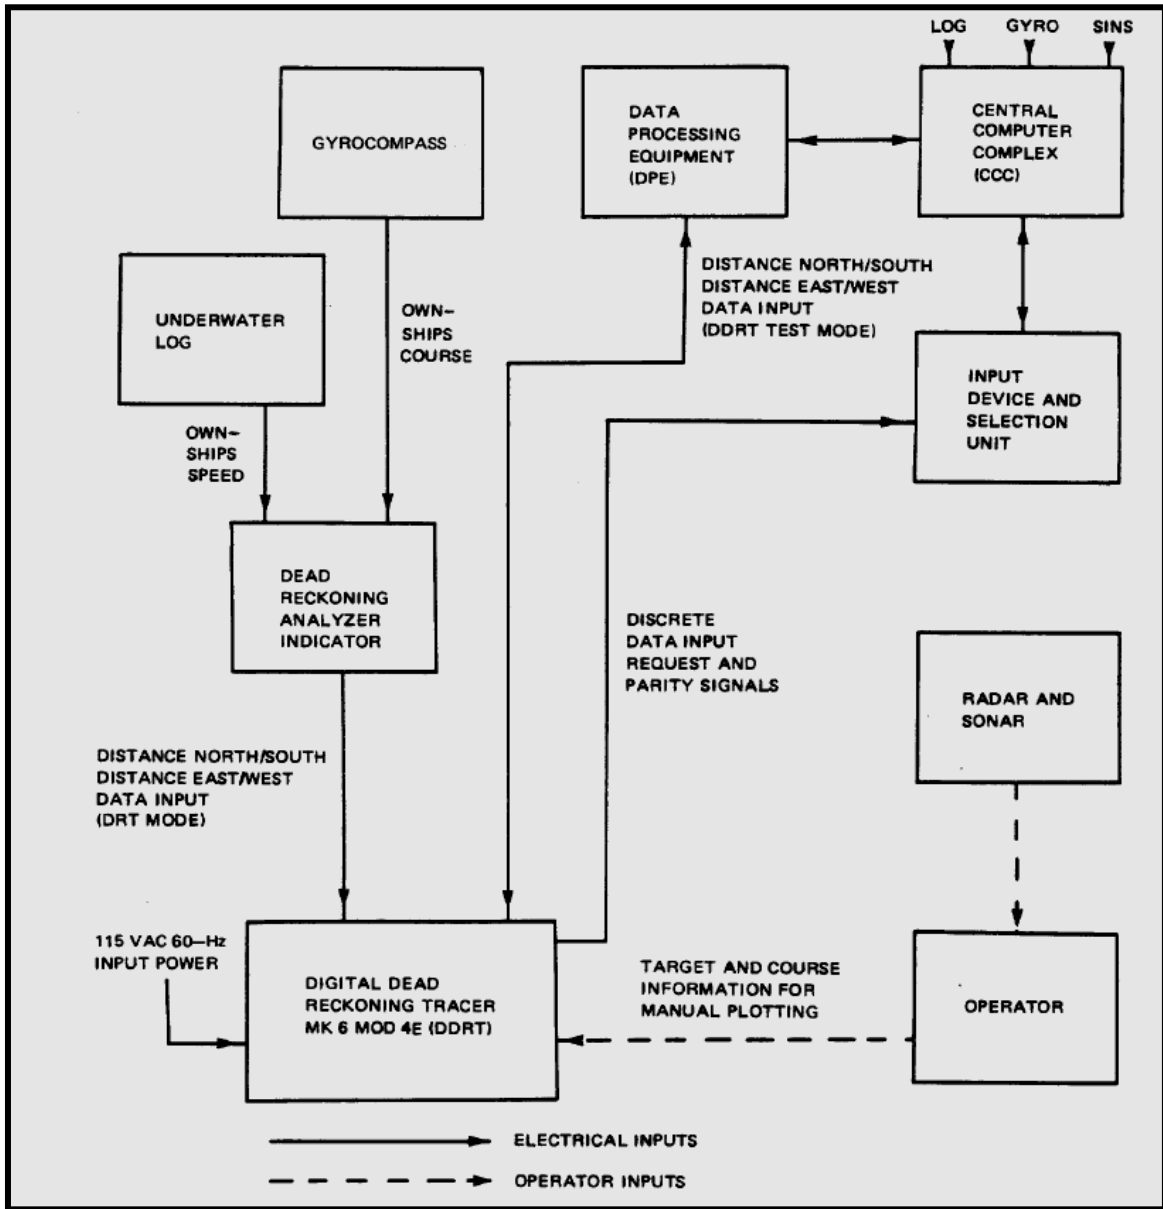 LOG GYRO SINS
GYROCOMPASS
DATA
PROCESSING
EQUIPMENT
(DPE)
CENTRAL
COMPUTER
COMPLEX
(CCC)
UNDERWATER
LOG
OWN-
SHIPS
COURSE
DISTANCE NORTH/SOUTH
DISTANCE EAST/WEST
DATA INPUT
(DDRT TEST MODE)
INPUT
DEVICE AND
SELECTION
UNIT
OWN-
SHIPS
SPEED
DEAD
RECKONING
ANALYZER
INDICATOR
DISCRETE
DATA INPUT
REQUEST AND
PARITY SIGNALS
RADAR AND
SONAR
DISTANCE NORTH/SOUTH
DISTANCE EAST/WEST
DATA INPUT
(DRT MODE)
115 VAC 60-Hz
INPUT POWER
DIGITAL DEAD
RECKONING TRACER
MK 6 MOD 4E (DDRT)
TARGET AND COURSE
INFORMATION FOR
MANUAL PLOTTING
OPERATOR
ELECTRICAL INPUTS
OPERATOR INPUTS